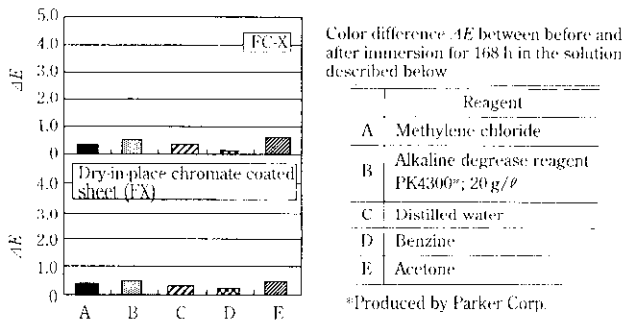 5.0
4.0
3.0
2.0
1.0
0
ΔE
FC-X
Dry-in-place chromate coated
sheet (FX)
4.0
3.0
2.0
1.0
0
ΔE
A B C D E
Color difference ΔE between before and
after immersion for 168 h in the solution
described below
Reagent
A Methylene chloride
B Alkaline degrease reagent
PK4300*; 20 g/ℓ
C Distilled water
D Benzine
E Acetone
*Produced by Parker Corp.